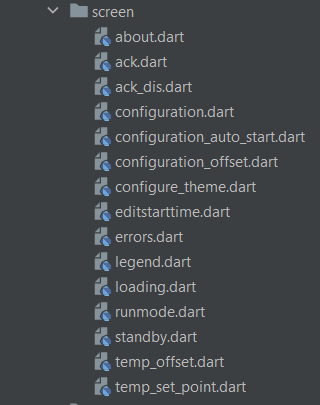 screen
about.dart
ack.dart
ack_dis.dart
configuration.dart
configuration_auto_start.dart
configuration_offset.dart
configure_theme.dart
editstarttime.dart
errors.dart
legend.dart
loading.dart
runmode.dart
standby.dart
temp_offset.dart
temp_set_point.dart